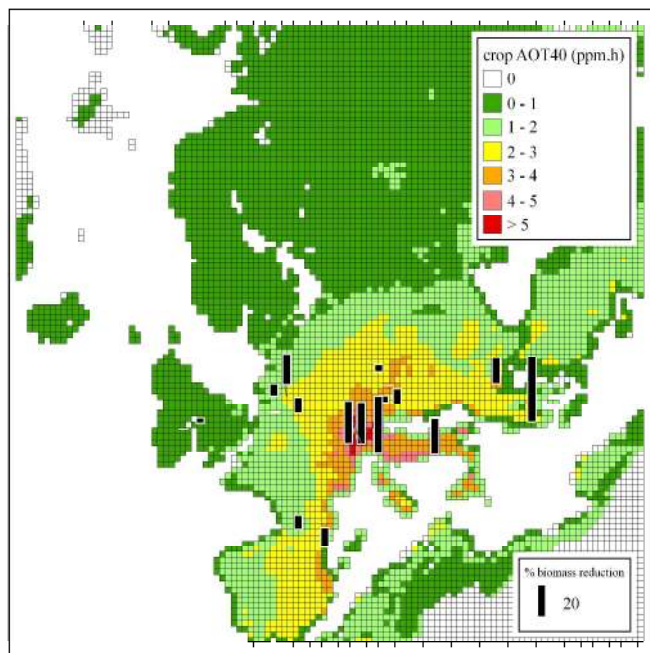 crop AOT40 (ppm.h)
0
0 - 1
1 - 2
2 - 3
3 - 4
4 - 5
> 5
% biomass reduction
20